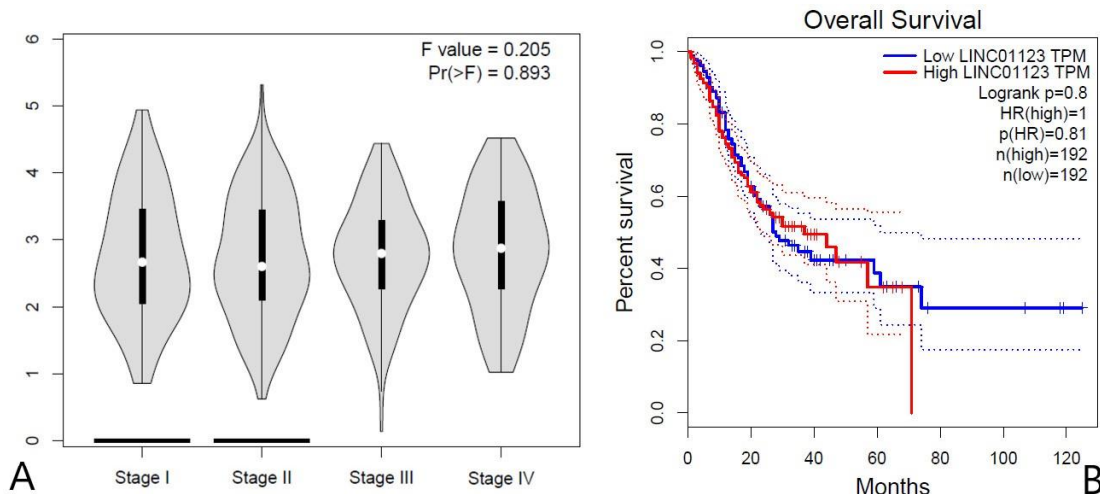 F value = 0.205
Pr(>F) = 0.893
6
5
4
3
2
1
0
Stage I
Stage II
Stage III
Stage IV
A
Overall Survival
Low LINC01123 TPM
High LINC01123 TPM
Logrank p=0.8
HR(high)=1
p(HR)=0.81
n(high)=192
n(low)=192
Percent survival
1.0
0.8
0.6
0.4
0.2
0.0
0
20
40
60
80
100
120
Months
B